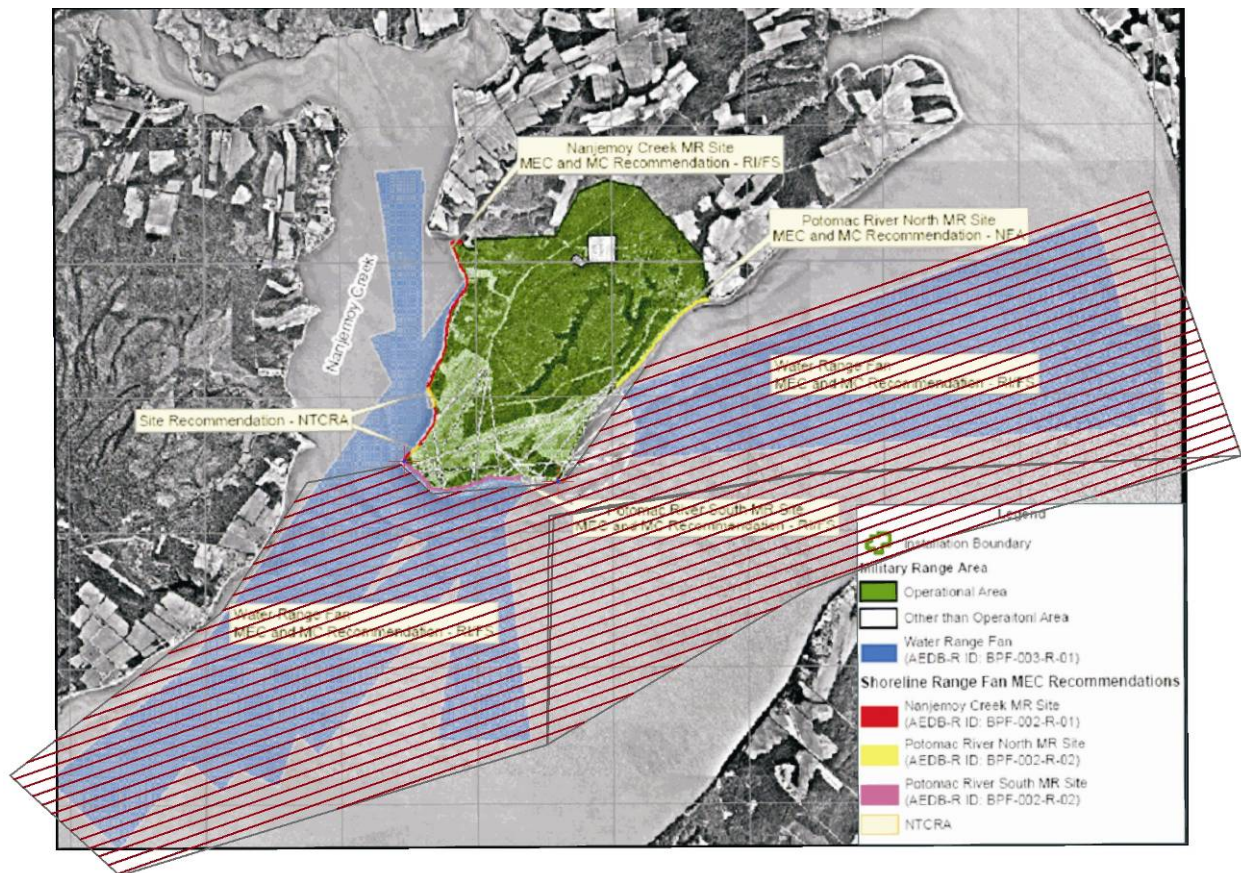 Nanjemoy Creek MR Site
MEC and MC Recommendation - RI/FS
Potomac River North MR Site
MEC and MC Recommendation - NFA
Nanjemoy Creek
Water Range Fan
MEC and MC Recommendation - RI/FS
Site Recommendation - NTCRA
Potomac River South MR Site
MEC and MC Recommendation - RI/FS
Water Range Fan
MEC and MC Recommendation - RI/FS
Legend
Installation Boundary
Military Range Area
Operational Area
Other than Operaitonl Area
Water Range Fan
(AEDB-R ID: BPF-003-R-01)
Shoreline Range Fan MEC Recommendations
Nanjemoy Creek MR Site
(AEDB-R ID: BPF-002-R-01)
Potomac River North MR Site
(AEDB-R ID: BPF-002-R-02)
Potomac River South MR Site
(AEDB-R ID: BPF-002-R-02)
NTCRA